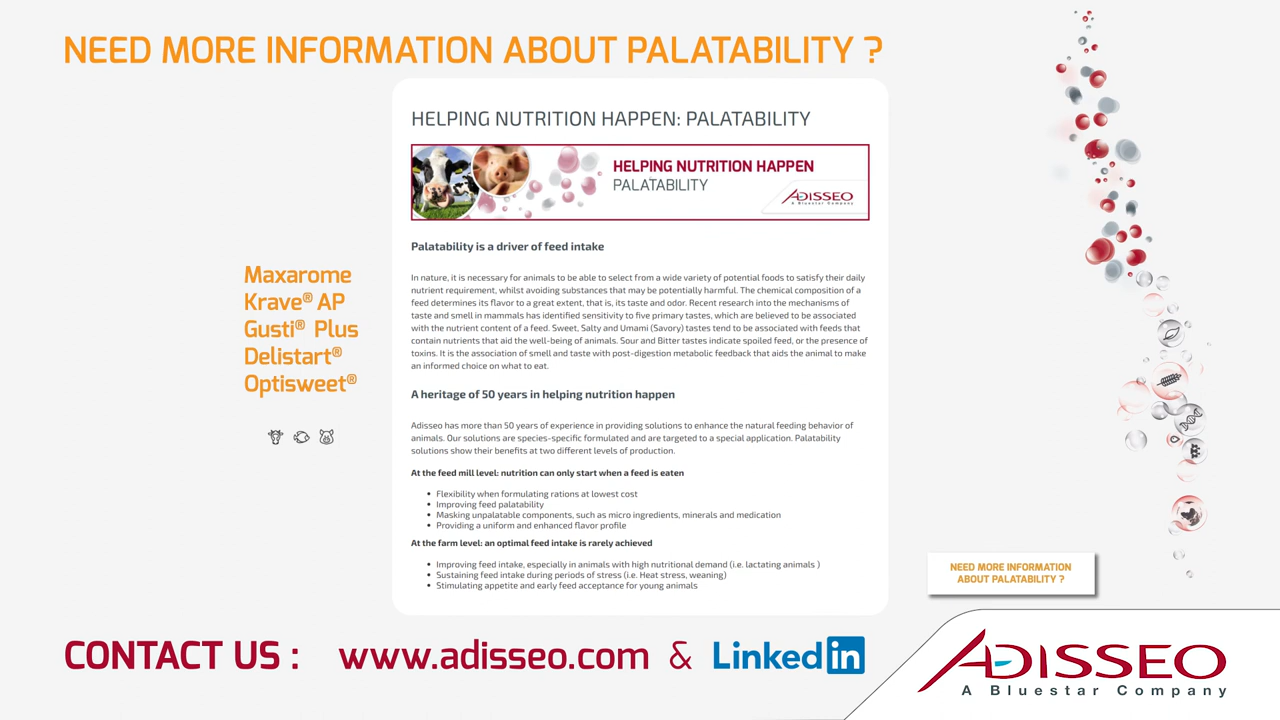 NEED MORE INFORMATION ABOUT PALATABILITY ?
HELPING NUTRITION HAPPEN: PALATABILITY
HELPING NUTRITION HAPPEN
PALATABILITY
ADISSEO
A Bluestar Company
Palatability is a driver of feed intake
In nature, it is necessary for animals to be able to select from a wide variety of potential foods to satisfy their daily
nutrient requirement, whilst avoiding substances that may be potentially harmful. The chemical composition of a
feed determines its flavor to a great extent, that is, its taste and odor. Recent research into the mechanisms of
taste and smell in mammals has identified sensitivity to five primary tastes, which are believed to be associated
with the nutrient content of a feed. Sweet, Salty and Umami (Savory) tastes tend to be associated with feeds that
contain nutrients that aid the well-being of animals. Sour and Bitter tastes indicate spoiled feed, or the presence of
toxins. It is the association of smell and taste with post-digestion metabolic feedback that aids the animal to make
an informed choice on what to eat.
A heritage of 50 years in helping nutrition happen
Adisseo has more than 50 years of experience in providing solutions to enhance the natural feeding behavior of
animals. Our solutions are species-specific formulated and are targeted to a special application. Palatability
solutions show their benefits at two different levels of production.
At the feed mill level: nutrition can only start when a feed is eaten
• Flexibility when formulating rations at lowest cost
• Improving feed palatability
• Masking unpalatable components, such as micro ingredients, minerals and medication
• Providing a uniform and enhanced flavor profile
At the farm level: an optimal feed intake is rarely achieved
• Improving feed intake, especially in animals with high nutritional demand (i.e. lactating animals )
• Sustaining feed intake during periods of stress (i.e. Heat stress, weaning)
• Stimulating appetite and early feed acceptance for young animals
Maxarome
Krave® AP
Gusti® Plus
Delistart®
Optisweet®
NEED MORE INFORMATION
ABOUT PALATABILITY ?
CONTACT US : www.adisseo.com & Linked in
ADISSEO
A Bluestar Company